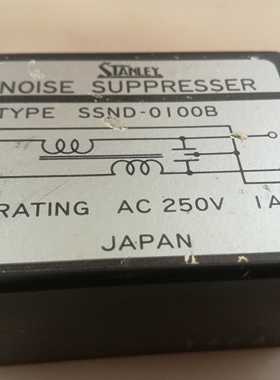 STANLEY
NOISE SUPPRESSER
TYPE SSND-0100B
RATING AC 250V 1A
JAPAN